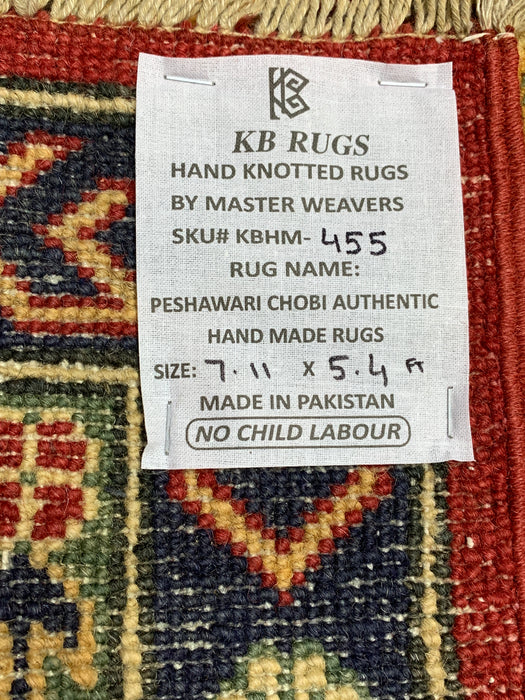 KB
KB RUGS
HAND KNOTTED RUGS
BY MASTER WEAVERS
SKU# KBHM- 455
RUG NAME:
PESHAWARI CHOBI AUTHENTIC
HAND MADE RUGS
SIZE: 7.11 X 5.4 FT
MADE IN PAKISTAN
NO CHILD LABOUR